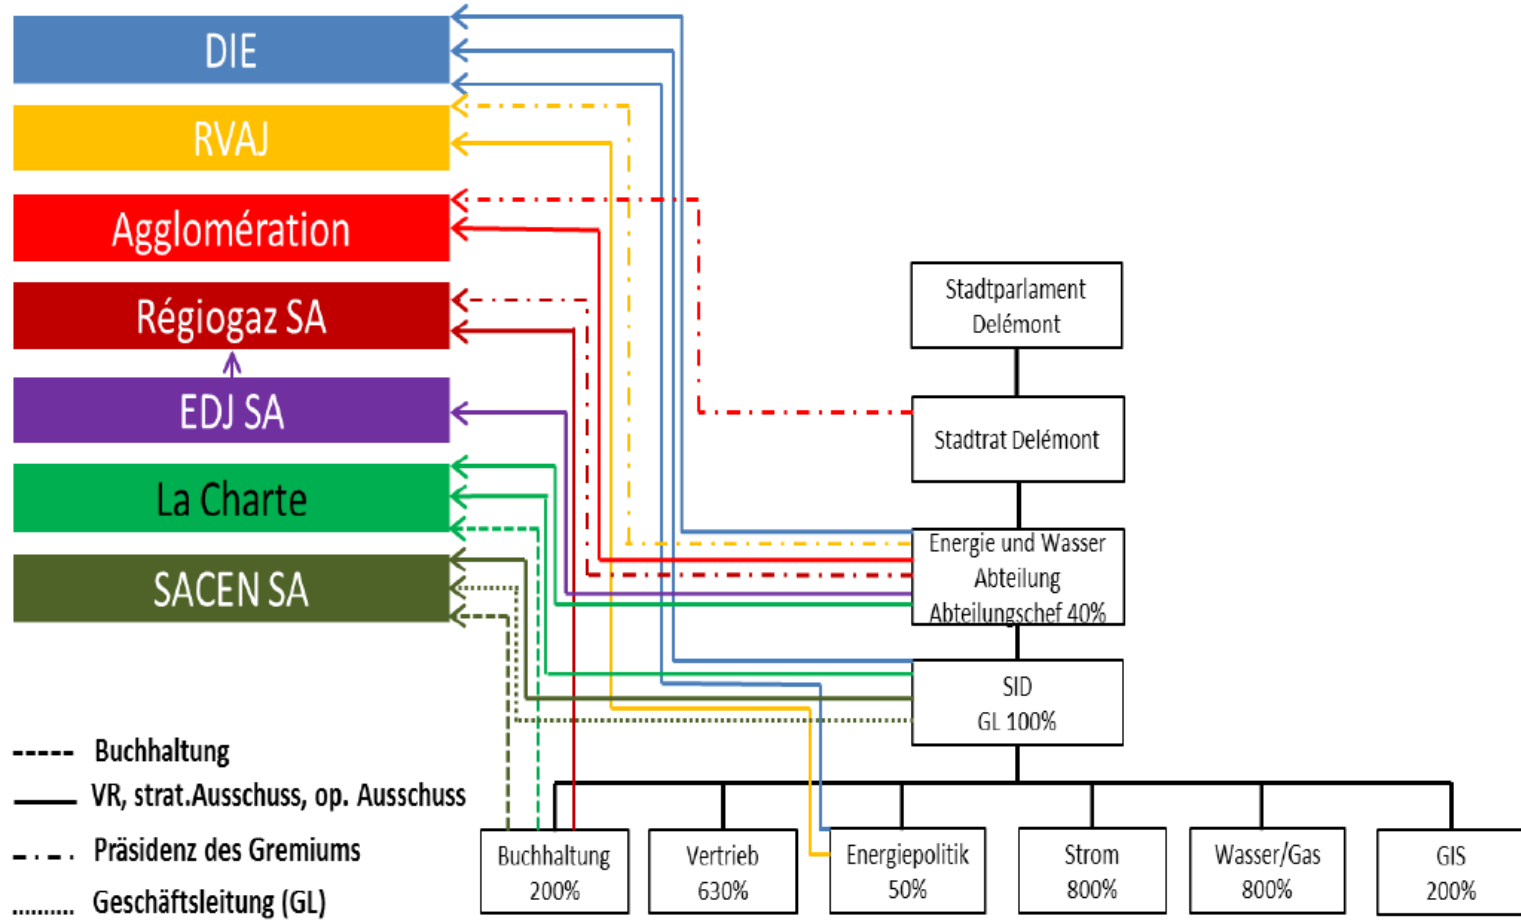 DIE
RVAJ
Agglomération
Régiogaz SA
EDJ SA
La Charte
SACEN SA
Stadtparlament
Delémont
Stadtrat Delémont
Energie und Wasser
Abteilung
Abteilungschef 40%
SID
GL 100%
Buchhaltung
VR, strat.Ausschuss, op. Ausschuss
Präsidenz des Gremiums
Geschäftsleitung (GL)
Buchhaltung
200%
Vertrieb
630%
Energiepolitik
50%
Strom
800%
Wasser/Gas
800%
GIS
200%